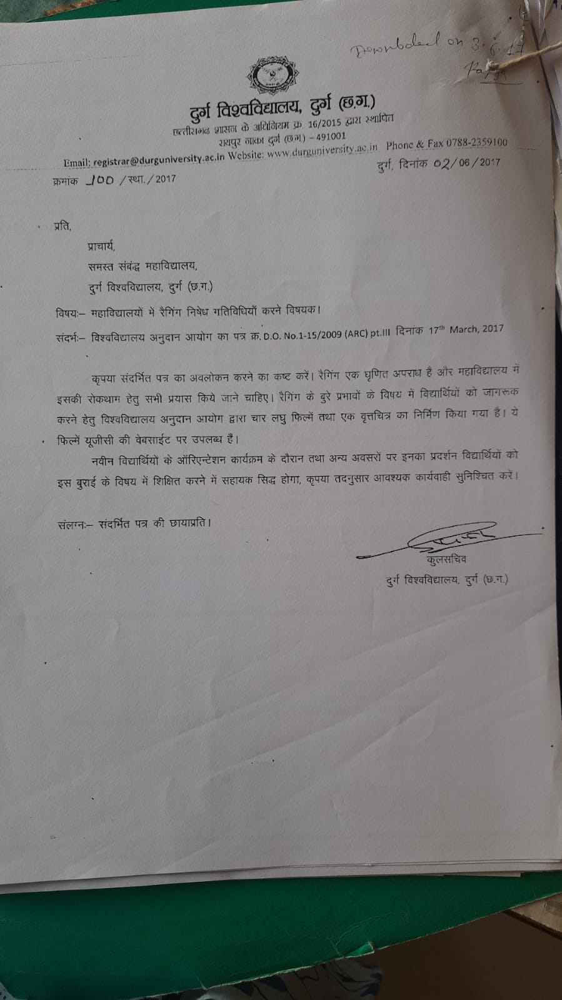 Downloaded on 3.6.17
दुर्ग विश्वविद्यालय, दुर्ग (छ.ग.)
छत्तीसगढ शासन के अधिनियम क्र 16/2015 द्वारा स्थापित
रायपुर नाका दुर्ग (छ.ग.) – 491001
Email: registrar@durguniversity.ac.in Website: www.durguniversity.ac.in Phone & Fax 0788-2359100
क्रमांक 100 /स्था./2017 दुर्ग, दिनांक 02/06/2017
प्रति,
प्राचार्य,
समस्त संबंद्ध महाविद्यालय,
दुर्ग विश्वविद्यालय, दुर्ग (छ.ग.)
विषयः– महाविद्यालयों में रैगिंग निषेध गतिविधियाँ करने विषयक।
संदर्भः– विश्वविद्यालय अनुदान आयोग का पत्र क्र. D.O. No.1-15/2009 (ARC) pt.III दिनांक 17th March, 2017
कृपया संदर्भित पत्र का अवलोकन करने का कष्ट करें। रैगिंग एक घृणित अपराध है और महाविद्यालय में
इसकी रोकथाम हेतु सभी प्रयास किये जाने चाहिए। रैगिंग के बुरे प्रभावों के विषय में विद्यार्थियों को जागरूक
करने हेतु विश्वविद्यालय अनुदान आयोग द्वारा चार लघु फिल्में तथा एक वृत्तचित्र का निर्मिण किया गया है। ये
फिल्में यूजीसी की वेबसाईट पर उपलब्ध हैं।
नवीन विद्यार्थियों के ऑरिएन्टेशन कार्यक्रम के दौरान तथा अन्य अवसरों पर इनका प्रदर्शन विद्यार्थियों को
इस बुराई के विषय में शिक्षित करने में सहायक सिद्ध होगा, कृपया तदनुसार आवश्यक कार्यवाही सुनिश्चित करें।
संलग्नः– संदर्भित पत्र की छायाप्रति।
कुलसचिव
दुर्ग विश्वविद्यालय, दुर्ग (छ.ग.)